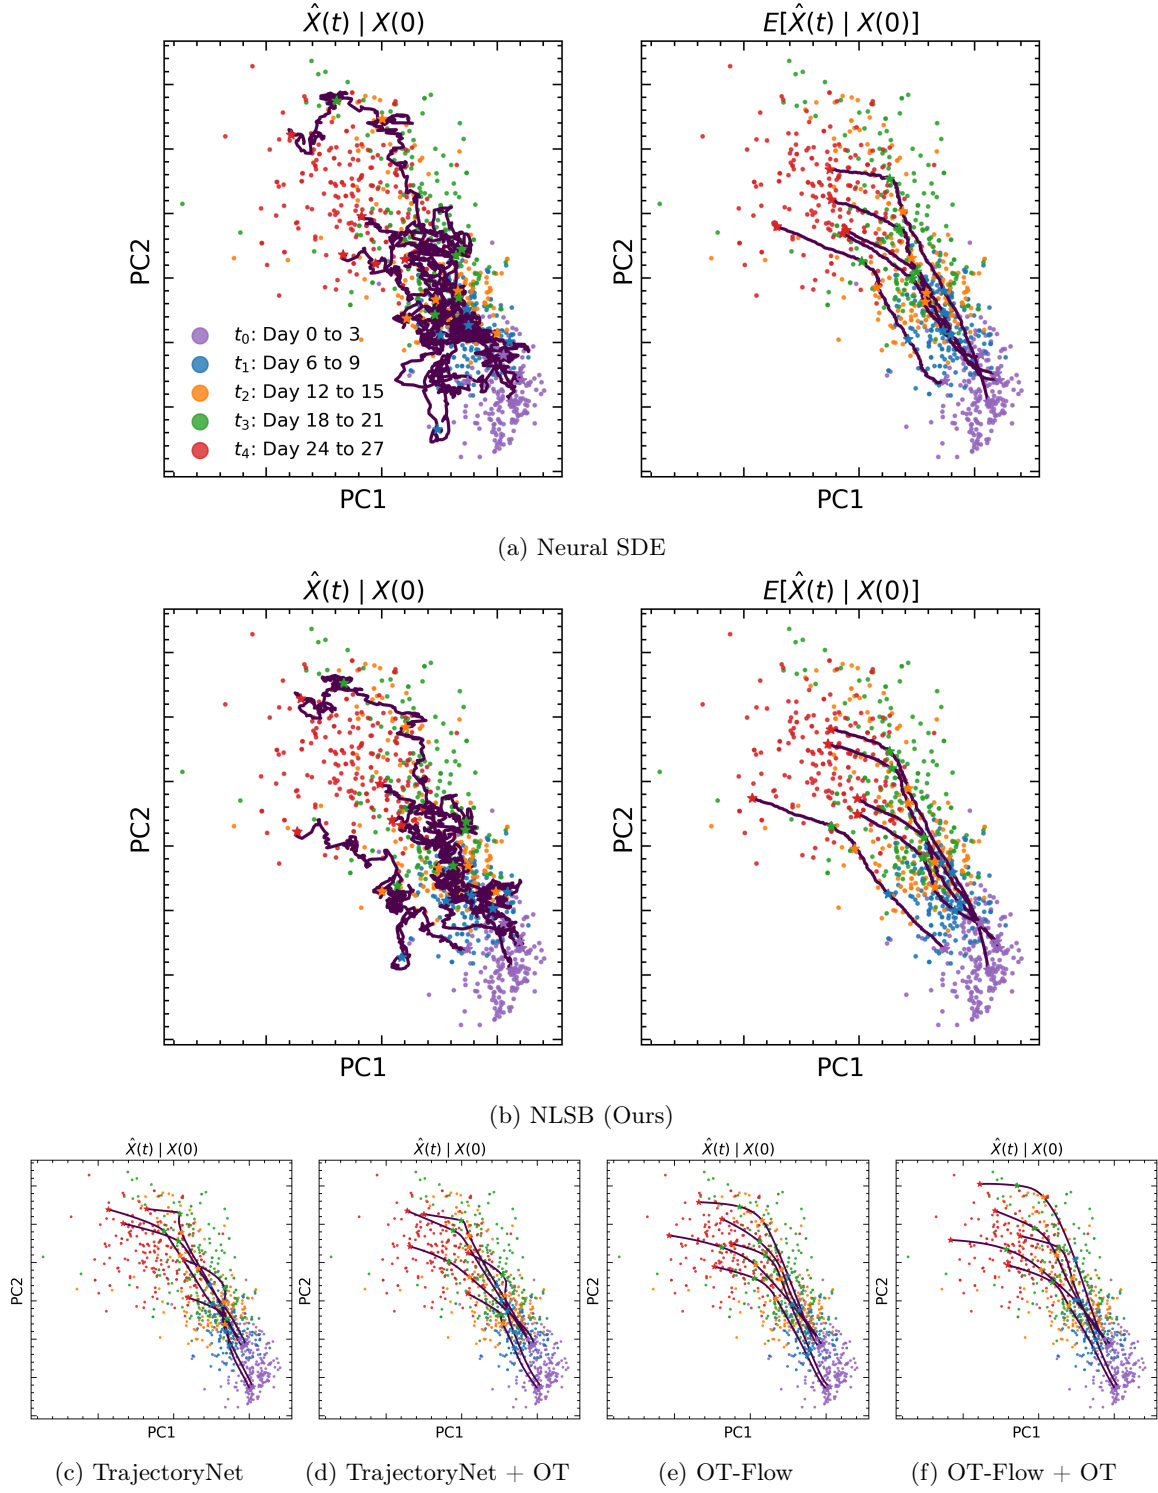 X̂(t) | X(0)
E[X̂(t) | X(0)]
PC2
PC2
t₀: Day 0 to 3
t₁: Day 6 to 9
t₂: Day 12 to 15
t₃: Day 18 to 21
t₄: Day 24 to 27
PC1
PC1
(a) Neural SDE
X̂(t) | X(0)
E[X̂(t) | X(0)]
PC2
PC2
PC1
PC1
(b) NLSB (Ours)
X̂(t) | X(0)
X̂(t) | X(0)
X̂(t) | X(0)
X̂(t) | X(0)
PC2
PC2
PC2
PC2
PC1
PC1
PC1
PC1
(c) TrajectoryNet
(d) TrajectoryNet + OT
(e) OT-Flow
(f) OT-Flow + OT